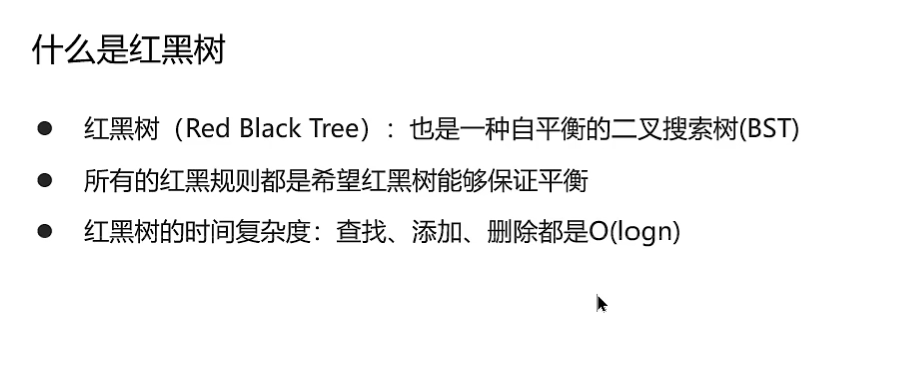 什么是红黑树
● 红黑树（Red Black Tree）：也是一种自平衡的二叉搜索树(BST)
● 所有的红黑规则都是希望红黑树能够保证平衡
● 红黑树的时间复杂度：查找、添加、删除都是O(logn)